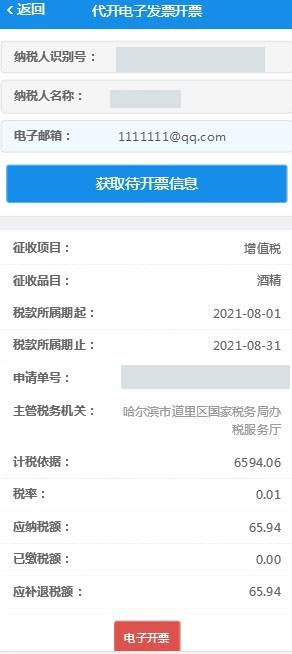 返回 代开电子发票开票
纳税人识别号：
纳税人名称：
电子邮箱： 1111111@qq.com
获取待开票信息
征收项目： 增值税
征收品目： 酒精
税款所属期起： 2021-08-01
税款所属期止： 2021-08-31
申请单号：
主管税务机关： 哈尔滨市道里区国家税务局办
税服务厅
计税依据： 6594.06
税率： 0.01
应纳税额： 65.94
已缴税额： 0.00
应补退税额： 65.94
电子开票